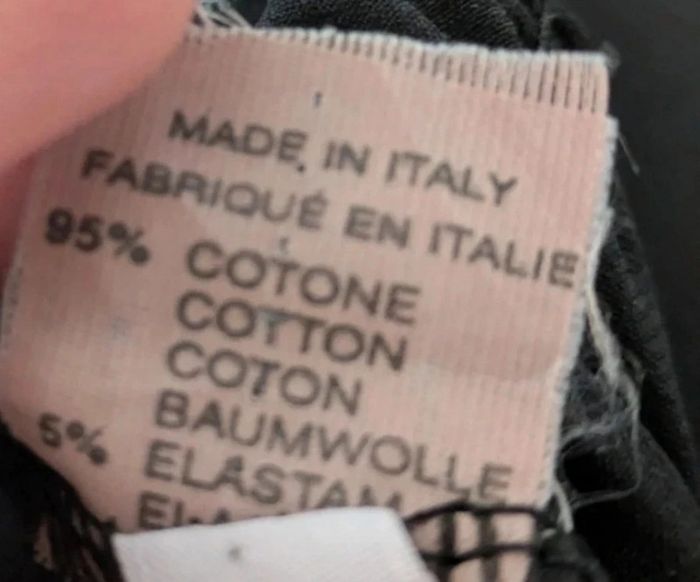 MADE IN ITALY
FABRIQUÉ EN ITALIE
95% COTONE
COTTON
COTON
BAUMWOLLE
5% ELASTAM